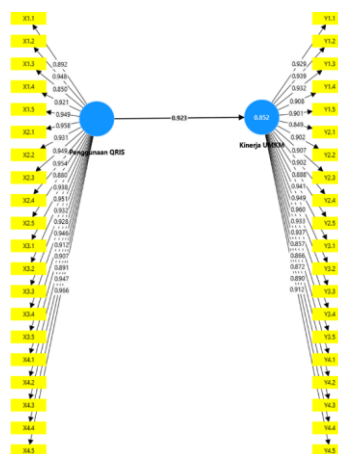 X1.1
X1.2
X1.3
X1.4
X1.5
X2.1
X2.2
X2.3
X2.4
X2.5
X3.1
X3.2
X3.3
X3.4
X3.5
X4.1
X4.2
X4.3
X4.4
X4.5
0.892
0.948
0.850
0.921
0.949
0.958
0.931
0.949
0.954
0.880
0.938
0.951
0.932
0.928
0.946
0.912
0.907
0.891
0.947
0.966
Penggunaan QRIS
0.923
0.852
Kinerja UMKM
0.929
0.939
0.932
0.908
0.901
0.849
0.902
0.907
0.902
0.888
0.941
0.949
0.960
0.933
0.937
0.857
0.866
0.872
0.890
0.912
Y1.1
Y1.2
Y1.3
Y1.4
Y1.5
Y2.1
Y2.2
Y2.3
Y2.4
Y2.5
Y3.1
Y3.2
Y3.3
Y3.4
Y3.5
Y4.1
Y4.2
Y4.3
Y4.4
Y4.5